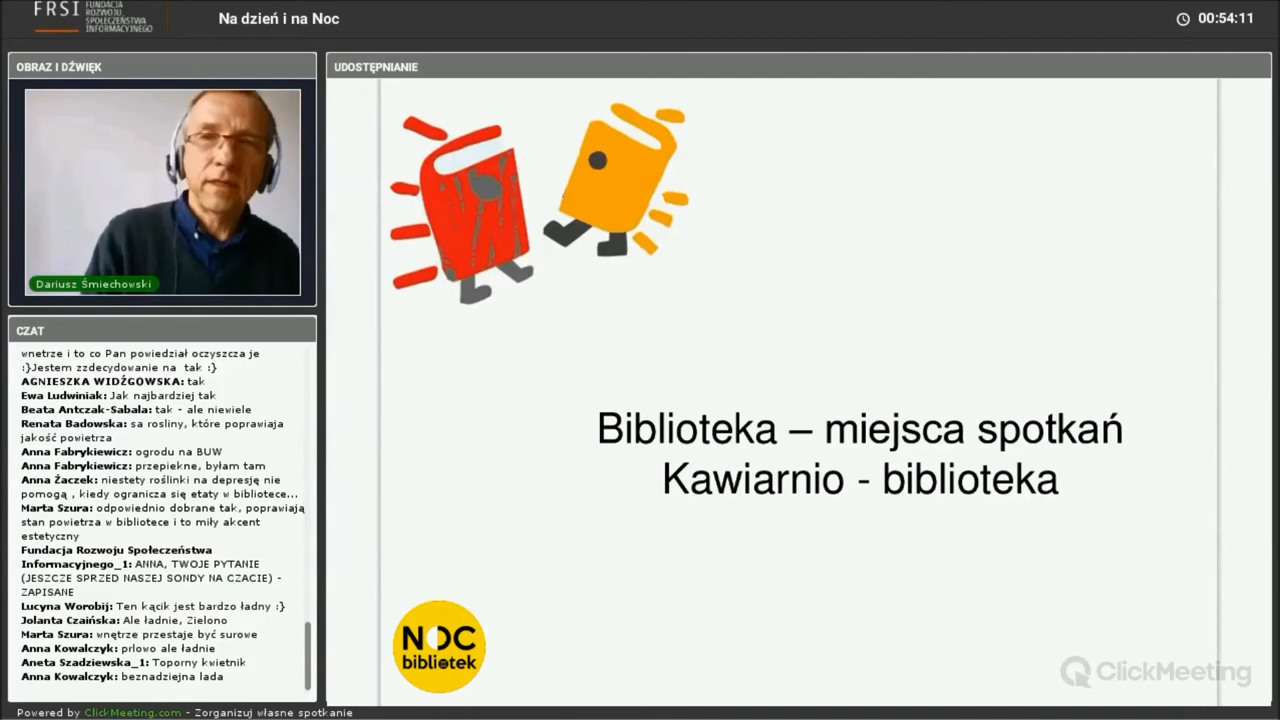 FRSI
FUNDACJA
ROZWOJU
SPOŁECZEŃSTWA
INFORMACYJNEGO
Na dzień i na Noc
00:54:11
OBRAZ I DŹWIĘK
UDOSTĘPNIANIE
Dariusz Śmiechowski
CZAT
wnetrze i to co Pan powiedział oczyszcza je
:}Jestem zzdecydowanie na tak :}
AGNIESZKA WIDŹGOWSKA: tak
Ewa Ludwiniak: Jak najbardziej tak
Beata Antczak-Sabala: tak - ale niewiele
Renata Badowska: sa rosliny, które poprawiaja
jakość powietrza
Anna Fabrykiewicz: ogrodu na BUW
Anna Fabrykiewicz: przepiekne, byłam tam
Anna Żaczek: niestety roślinki na depresję nie
pomogą , kiedy ogranicza się etaty w bibliotece...
Marta Szura: odpowiednio dobrane tak, poprawiają
stan powietrza w bibliotece i to miły akcent
estetyczny
Fundacja Rozwoju Społeczeństwa
Informacyjnego_1: ANNA, TWOJE PYTANIE
(JESZCZE SPRZED NASZEJ SONDY NA CZACIE) -
ZAPISANE
Lucyna Worobij: Ten kącik jest bardzo ładny :}
Jolanta Czaińska: Ale ładnie, Zielono
Marta Szura: wnętrze przestaje być surowe
Anna Kowalczyk: prlowo ale ładnie
Aneta Szadziewska_1: Toporny kwietnik
Anna Kowalczyk: beznadziejna lada
Biblioteka – miejsca spotkań
Kawiarnio - biblioteka
NOC
bibliotek
ClickMeeting
Powered by ClickMeeting.com - Zorganizuj własne spotkanie